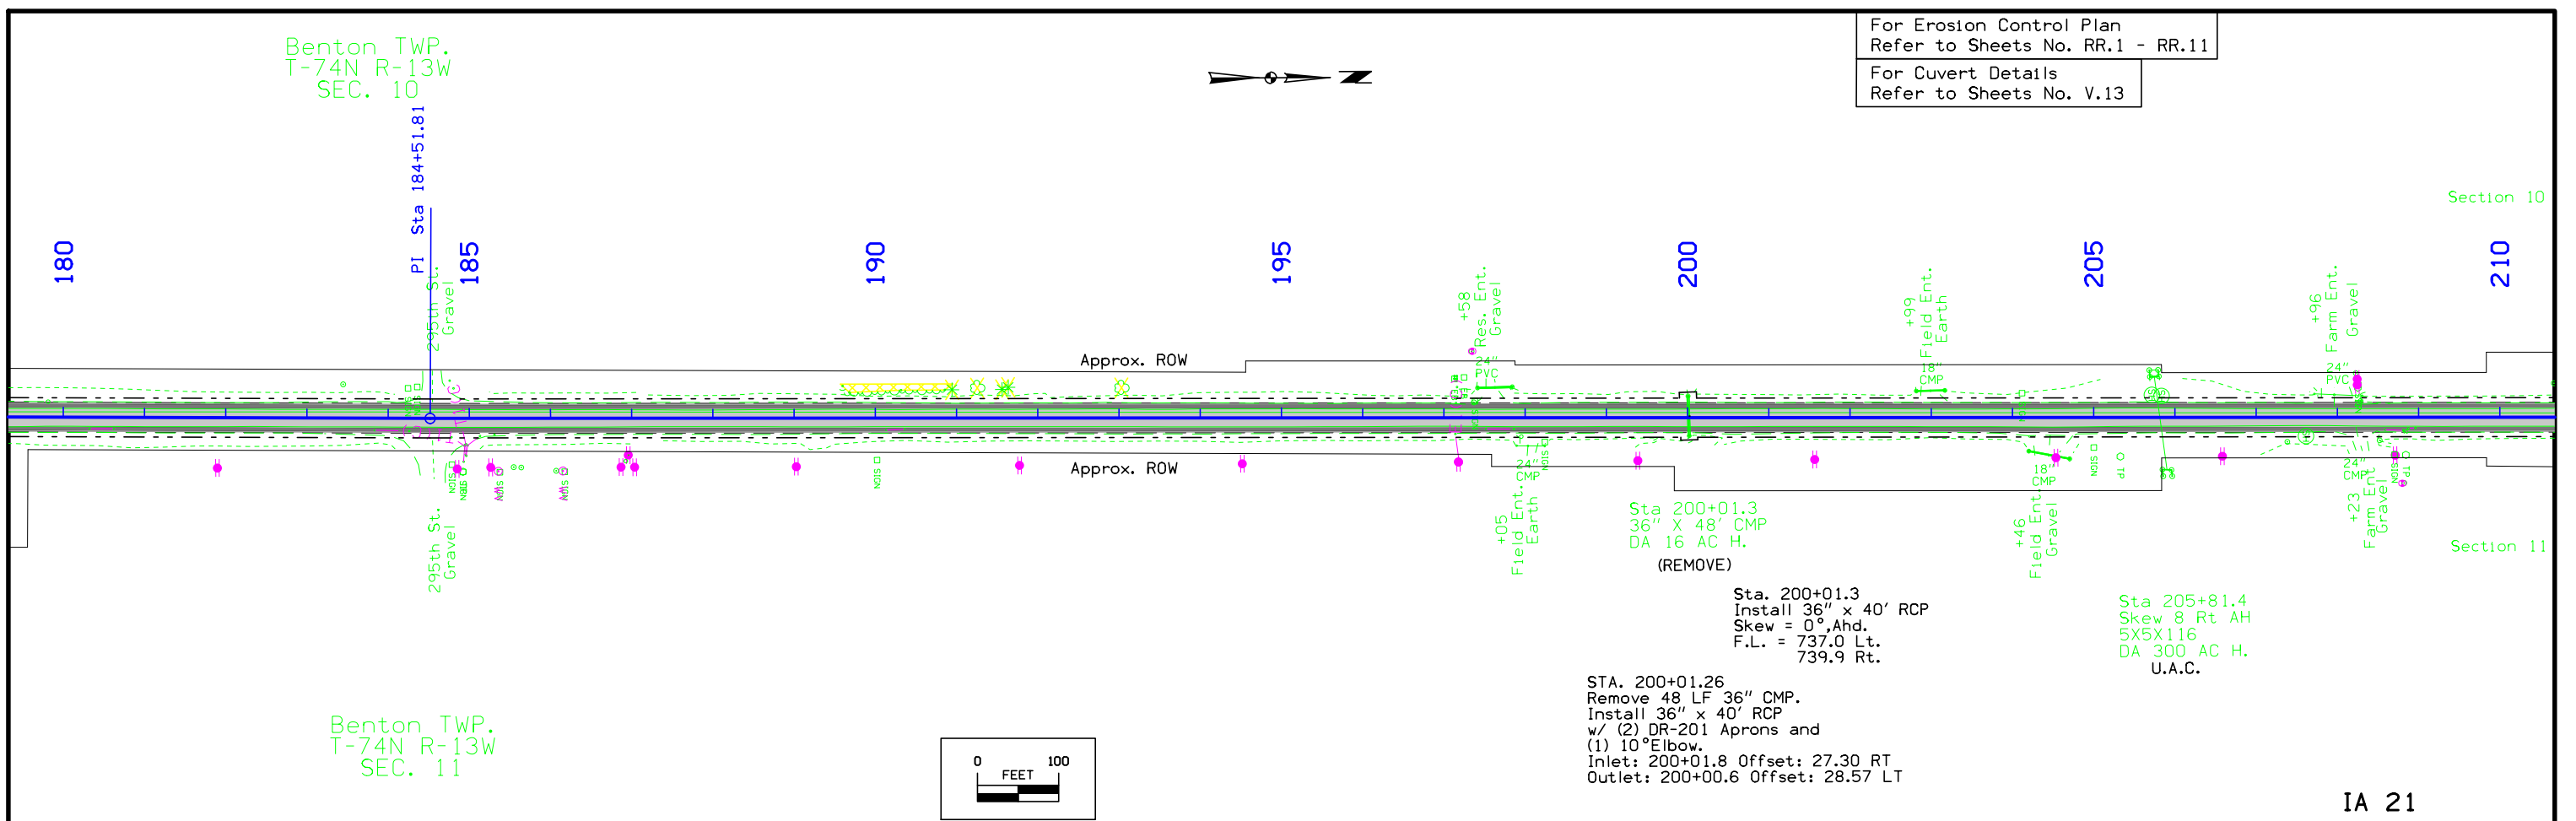 For Erosion Control Plan
Refer to Sheets No. RR.1 - RR.11
For Cuvert Details
Refer to Sheets No. V.13
Benton TWP.
T-74N R-13W
SEC. 10
PI Sta 184+51.81
Section 10
180
185
190
195
200
205
210
295th St.
Gravel
+58
Res. Ent.
Gravel
24" PVC
+99
Field Ent.
Earth
18" CMP
+96
Farm Ent.
Gravel
24" PVC
Approx. ROW
Approx. ROW
SIGN
SIGN
SIGN
SIGN
TP
SIGN
TP
295th St.
Gravel
24"
CMP
+05
Field Ent.
Earth
18"
CMP
+46
Field Ent.
Gravel
24"
CMP
+23
Farm Ent
Gravel
Section 11
Sta 200+01.3
36" X 48' CMP
DA 16 AC H.
(REMOVE)
Sta. 200+01.3
Install 36" x 40' RCP
Skew = 0°,Ahd.
F.L. = 737.0 Lt.
739.9 Rt.
Sta 205+81.4
Skew 8 Rt AH
5X5X116
DA 300 AC H.
U.A.C.
STA. 200+01.26
Remove 48 LF 36" CMP.
Install 36" x 40' RCP
w/ (2) DR-201 Aprons and
(1) 10°Elbow.
Inlet: 200+01.8 Offset: 27.30 RT
Outlet: 200+00.6 Offset: 28.57 LT
Benton TWP.
T-74N R-13W
SEC. 11
0 100
FEET
IA 21